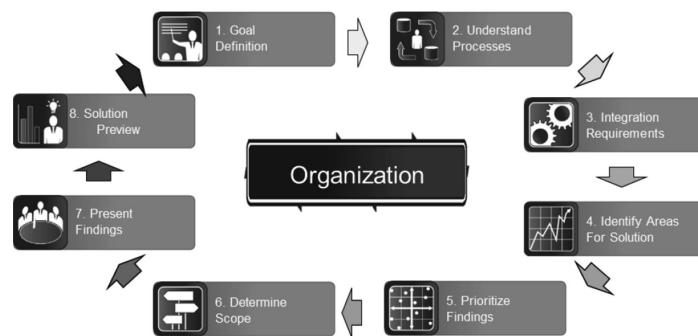 1. Goal
Definition
2. Understand
Processes
3. Integration
Requirements
4. Identify Areas
For Solution
5. Prioritize
Findings
6. Determine
Scope
7. Present
Findings
8. Solution
Preview
Organization